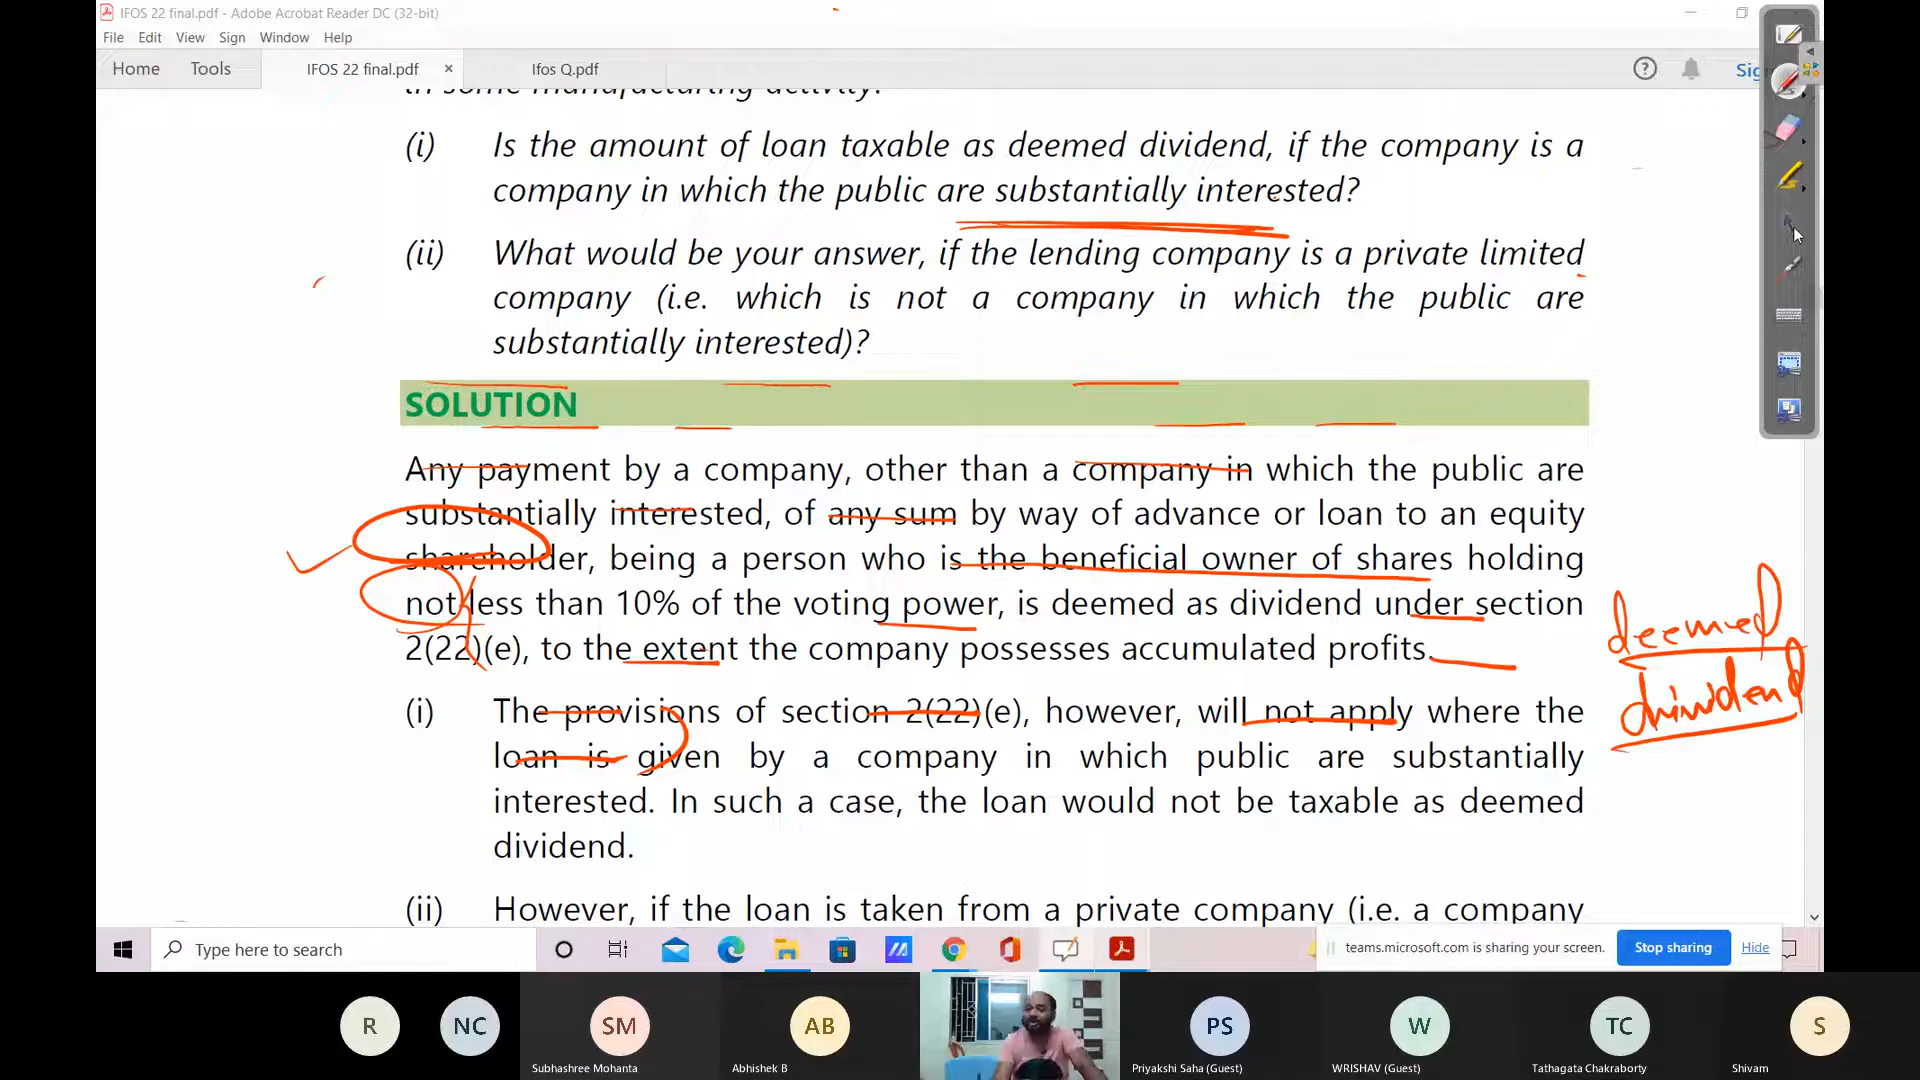 IFOS 22 final.pdf - Adobe Acrobat Reader DC (32-bit)
File Edit View Sign Window Help
Home Tools IFOS 22 final.pdf × Ifos Q.pdf
in some manufacturing activity.
(i) Is the amount of loan taxable as deemed dividend, if the company is a
company in which the public are substantially interested?
(ii) What would be your answer, if the lending company is a private limited
company (i.e. which is not a company in which the public are
substantially interested)?
SOLUTION
Any payment by a company, other than a company in which the public are
substantially interested, of any sum by way of advance or loan to an equity
shareholder, being a person who is the beneficial owner of shares holding
not less than 10% of the voting power, is deemed as dividend under section
2(22)(e), to the extent the company possesses accumulated profits.
deemed
dividend
(i) The provisions of section 2(22)(e), however, will not apply where the
loan is given by a company in which public are substantially
interested. In such a case, the loan would not be taxable as deemed
dividend.
(ii) However, if the loan is taken from a private company (i.e. a company
Type here to search
teams.microsoft.com is sharing your screen. Stop sharing Hide
R NC SM AB PS W TC S
Subhashree Mohanta Abhishek B Priyakshi Saha (Guest) WRISHAV (Guest) Tathagata Chakraborty Shivam